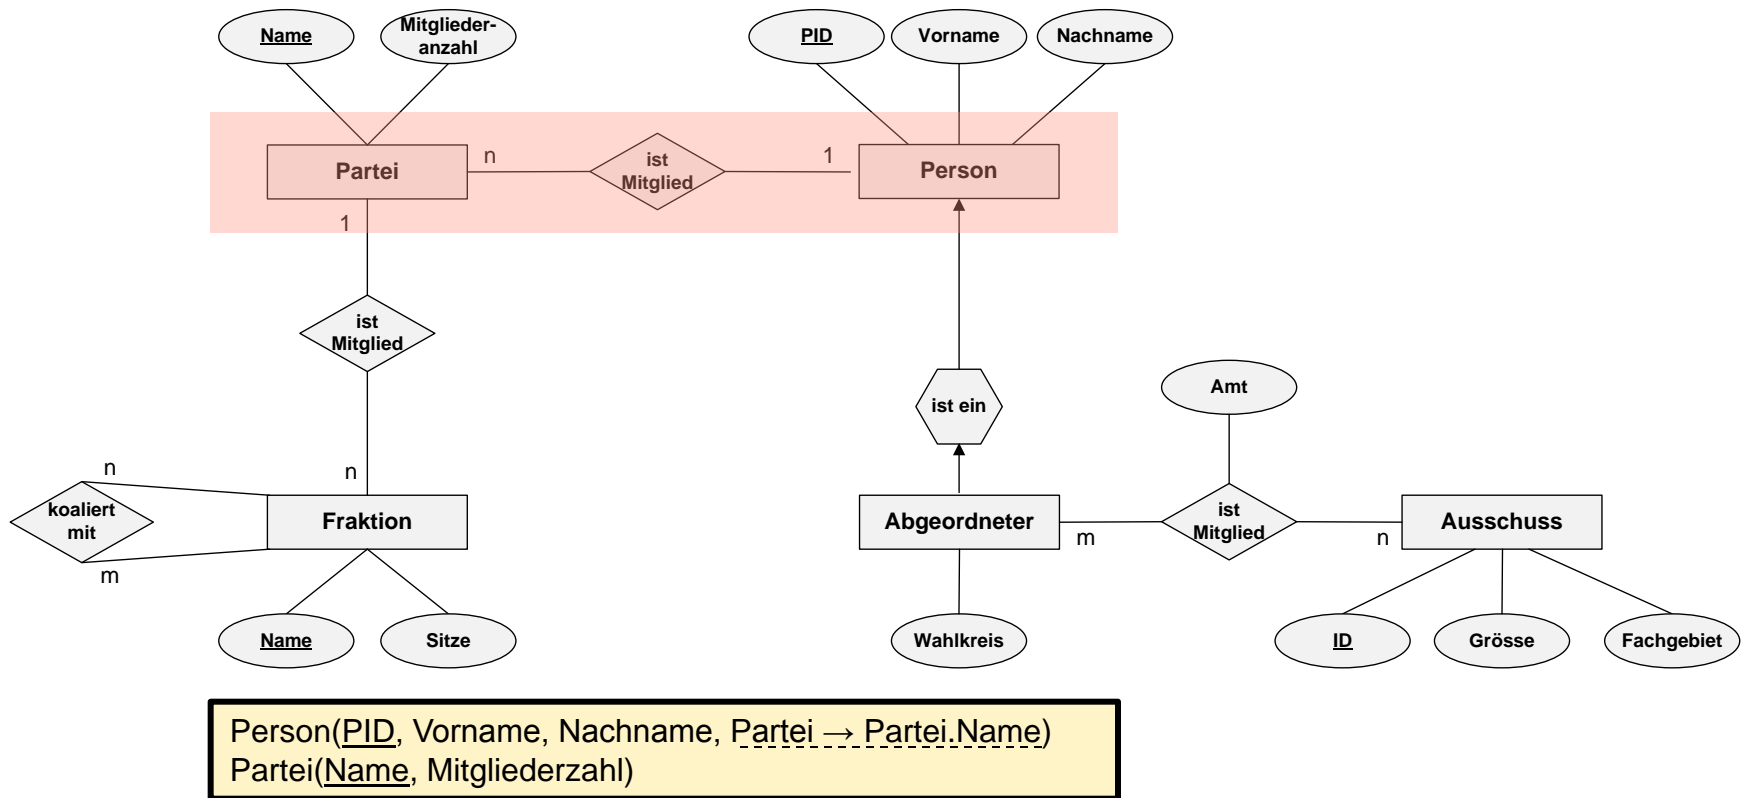 Name
Mitglieder-
anzahl
PID
Vorname
Nachname
Partei
n
ist
Mitglied
1
Person
1
ist
Mitglied
n
koaliert
mit
n
m
Fraktion
Name
Sitze
ist ein
Amt
Abgeordneter
m
ist
Mitglied
n
Ausschuss
Wahlkreis
ID
Grösse
Fachgebiet
Person(PID, Vorname, Nachname, Partei → Partei.Name)
Partei(Name, Mitgliederzahl)